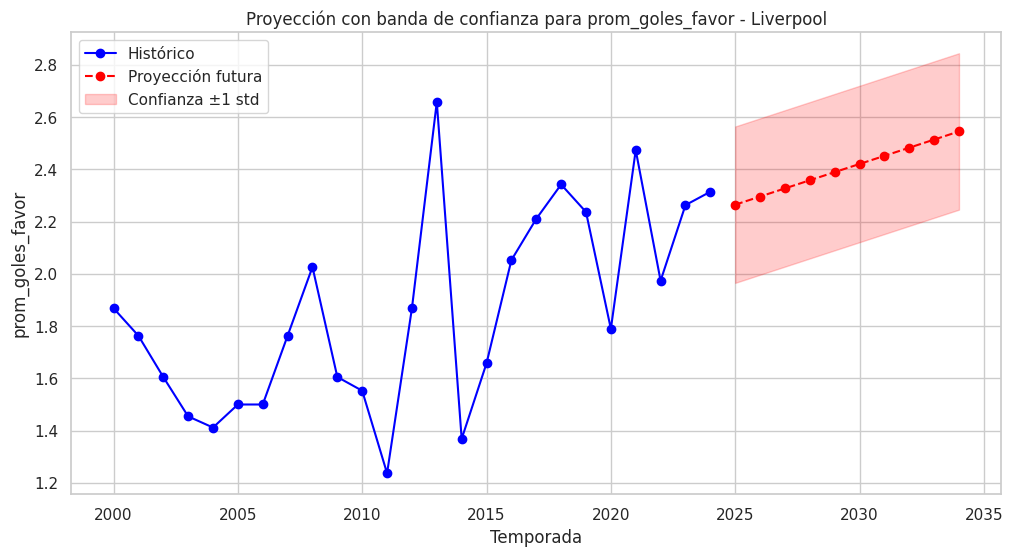 Proyección con banda de confianza para prom_goles_favor - Liverpool
Histórico
Proyección futura
Confianza ±1 std
prom_goles_favor
2.8
2.6
2.4
2.2
2.0
1.8
1.6
1.4
1.2
2000
2005
2010
2015
2020
2025
2030
2035
Temporada